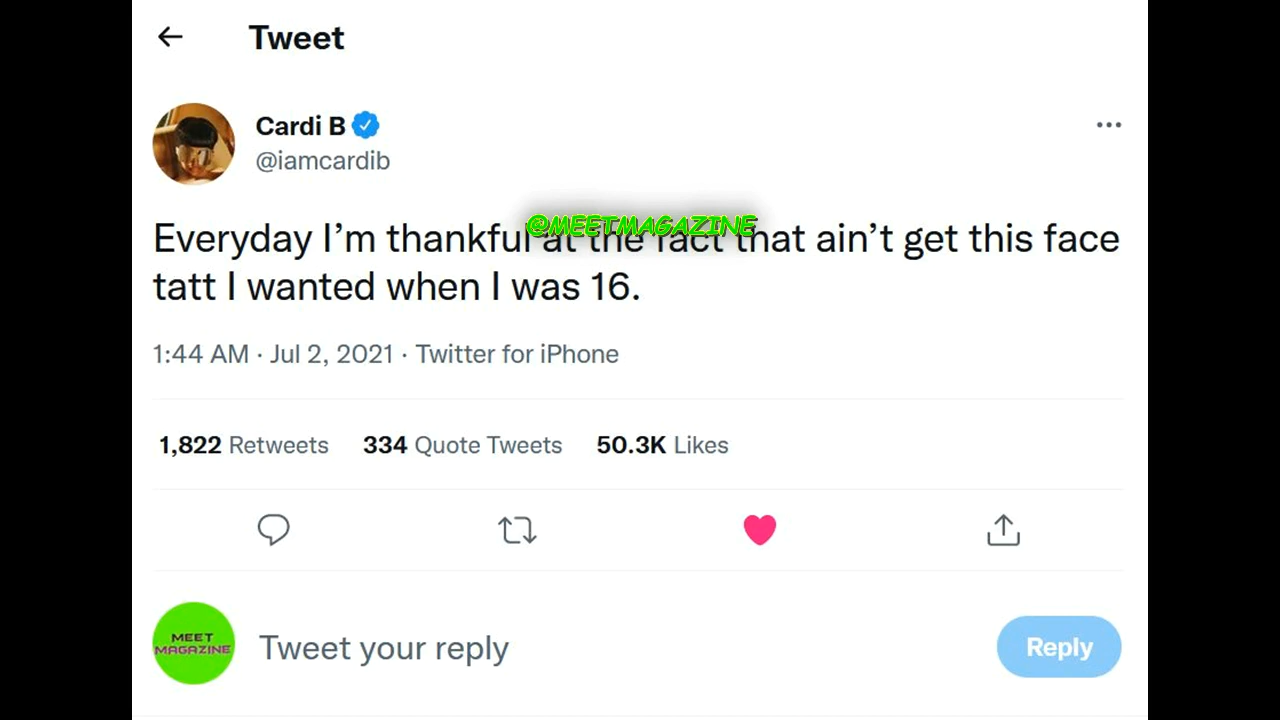 Tweet
Cardi B
@iamcardib
@MEETMAGAZINE
Everyday I’m thankful at the fact that ain’t get this face
tatt I wanted when I was 16.
1:44 AM · Jul 2, 2021 · Twitter for iPhone
1,822 Retweets 334 Quote Tweets 50.3K Likes
MEET
MAGAZINE
Tweet your reply
Reply